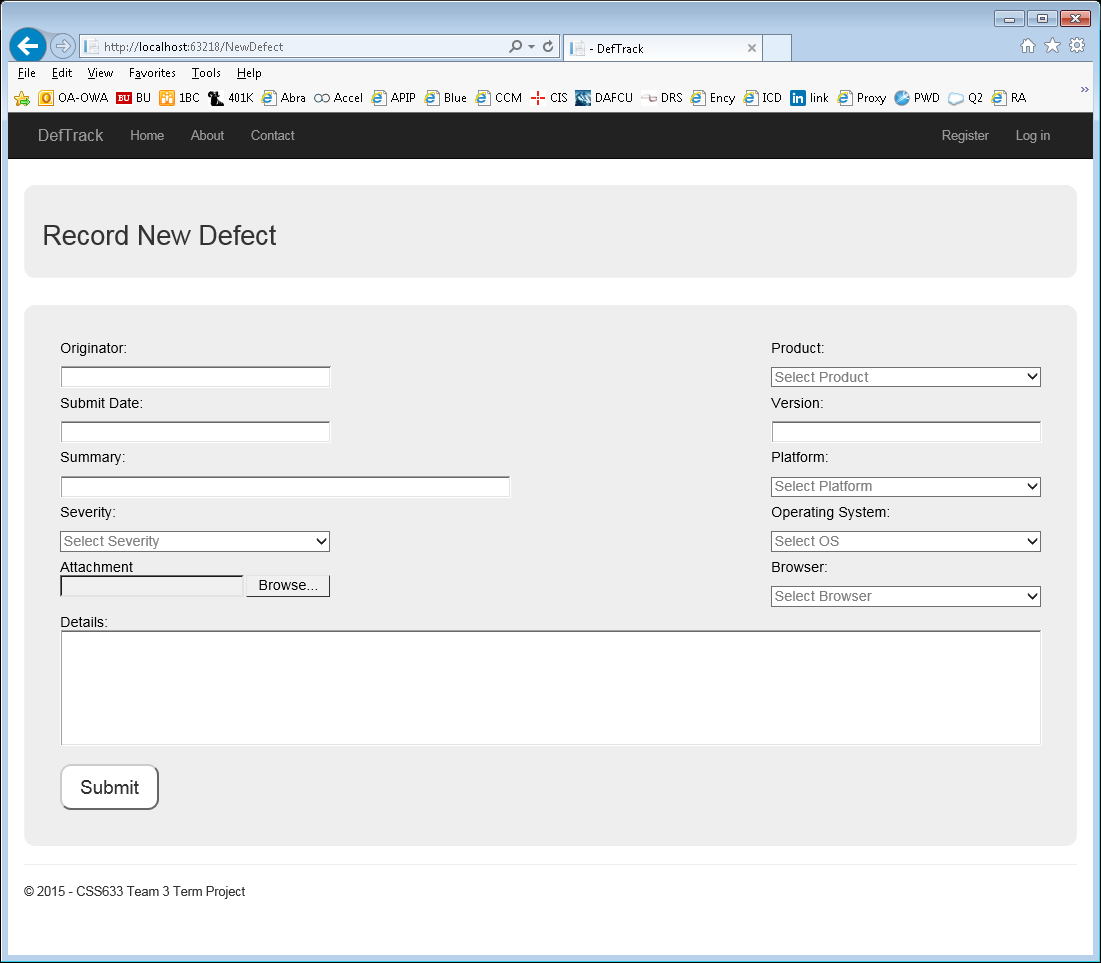 http://localhost:63218/NewDefect
- DefTrack
File Edit View Favorites Tools Help
OA-OWA BU BU 1BC 401K Abra Accel APIP Blue CCM CIS DAFCU DRS Ency ICD in link Proxy PWD Q2 RA
DefTrack Home About Contact Register Log in
Record New Defect
Originator:
Submit Date:
Summary:
Severity:
Select Severity
Attachment
Browse...
Product:
Select Product
Version:
Platform:
Select Platform
Operating System:
Select OS
Browser:
Select Browser
Details:
Submit
© 2015 - CSS633 Team 3 Term Project